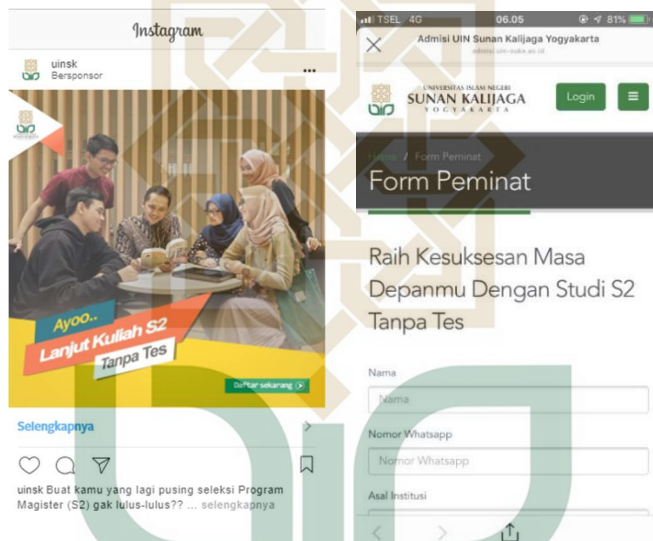 Instagram
uinsk
Bersponsor
Ayoo..
Lanjut Kuliah S2
Tanpa Tes
Daftar sekarang
Selengkapnya
uinsk Buat kamu yang lagi pusing seleksi Program
Magister (S2) gak lulus-lulus?? ... selengkapnya
TSEL 4G 06.05 81%
Admisi UIN Sunan Kalijaga Yogyakarta
admisi.uin-suka.ac.id
UNIVERSITAS ISLAM NEGERI
SUNAN KALIJAGA
YOGYAKARTA
Login
Home / Form Peminat
Form Peminat
Raih Kesuksesan Masa
Depanmu Dengan Studi S2
Tanpa Tes
Nama
Nama
Nomor Whatsapp
Nomor Whatsapp
Asal Institusi